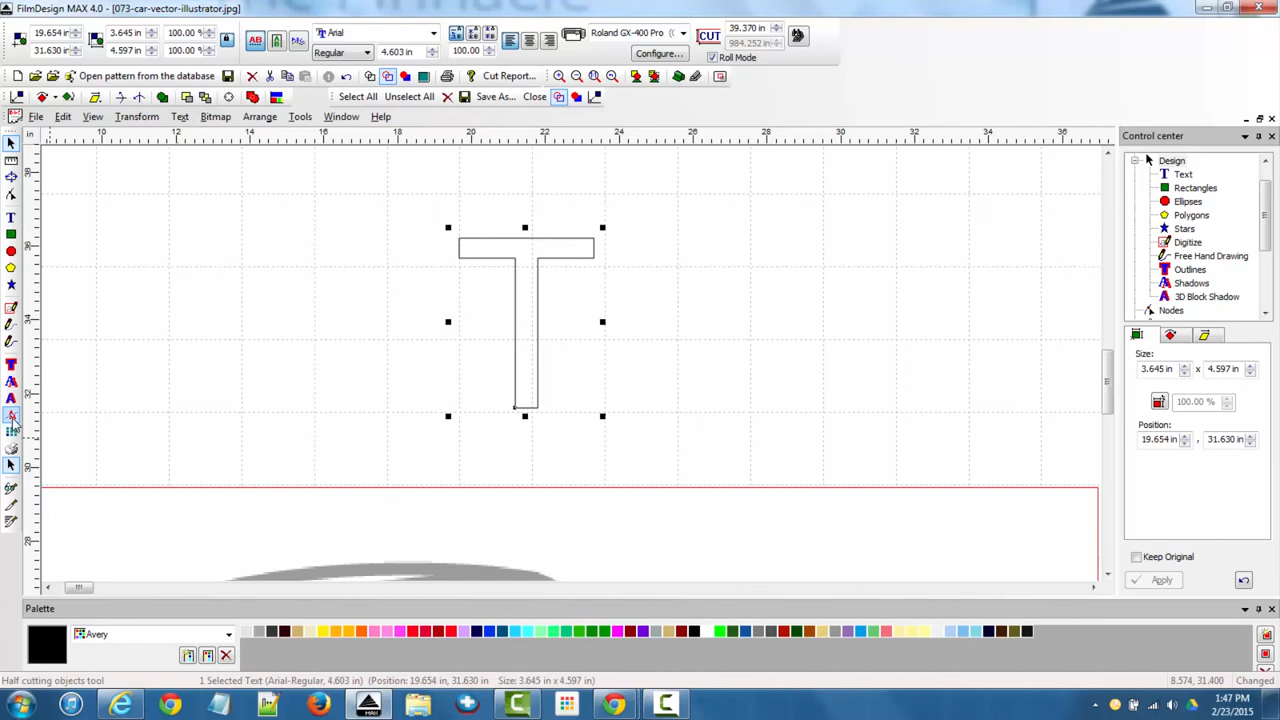 FilmDesign MAX 4.0 - [073-car-vector-illustrator.jpg]
19.654 in 3.645 in 100.00 % Arial Roland GX-400 Pro 39.370 in
31.630 in 4.597 in 100.00 % Regular 4.603 in 100.00 Configure... CUT 984.252 in
Roll Mode
Open pattern from the database Cut Report...
Select All Unselect All Save As... Close
File Edit View Transform Text Bitmap Arrange Tools Window Help
in 10 12 14 16 18 20 22 24 26 28 30 32 34 36
38
36
34
32
30
28
T
Control center
Design
Text
Rectangles
Ellipses
Polygons
Stars
Digitize
Free Hand Drawing
Outlines
Shadows
3D Block Shadow
Nodes
Size:
3.645 in x 4.597 in
100.00 %
Position:
19.654 in , 31.630 in
Keep Original
Apply
Palette
Avery
Half cutting objects tool 1 Selected Text (Arial-Regular, 4.603 in) (Position: 19.654 in, 31.630 in Size: 3.645 in x 4.597 in) 8.574, 31.400 Changed
1:47 PM
2/23/2015